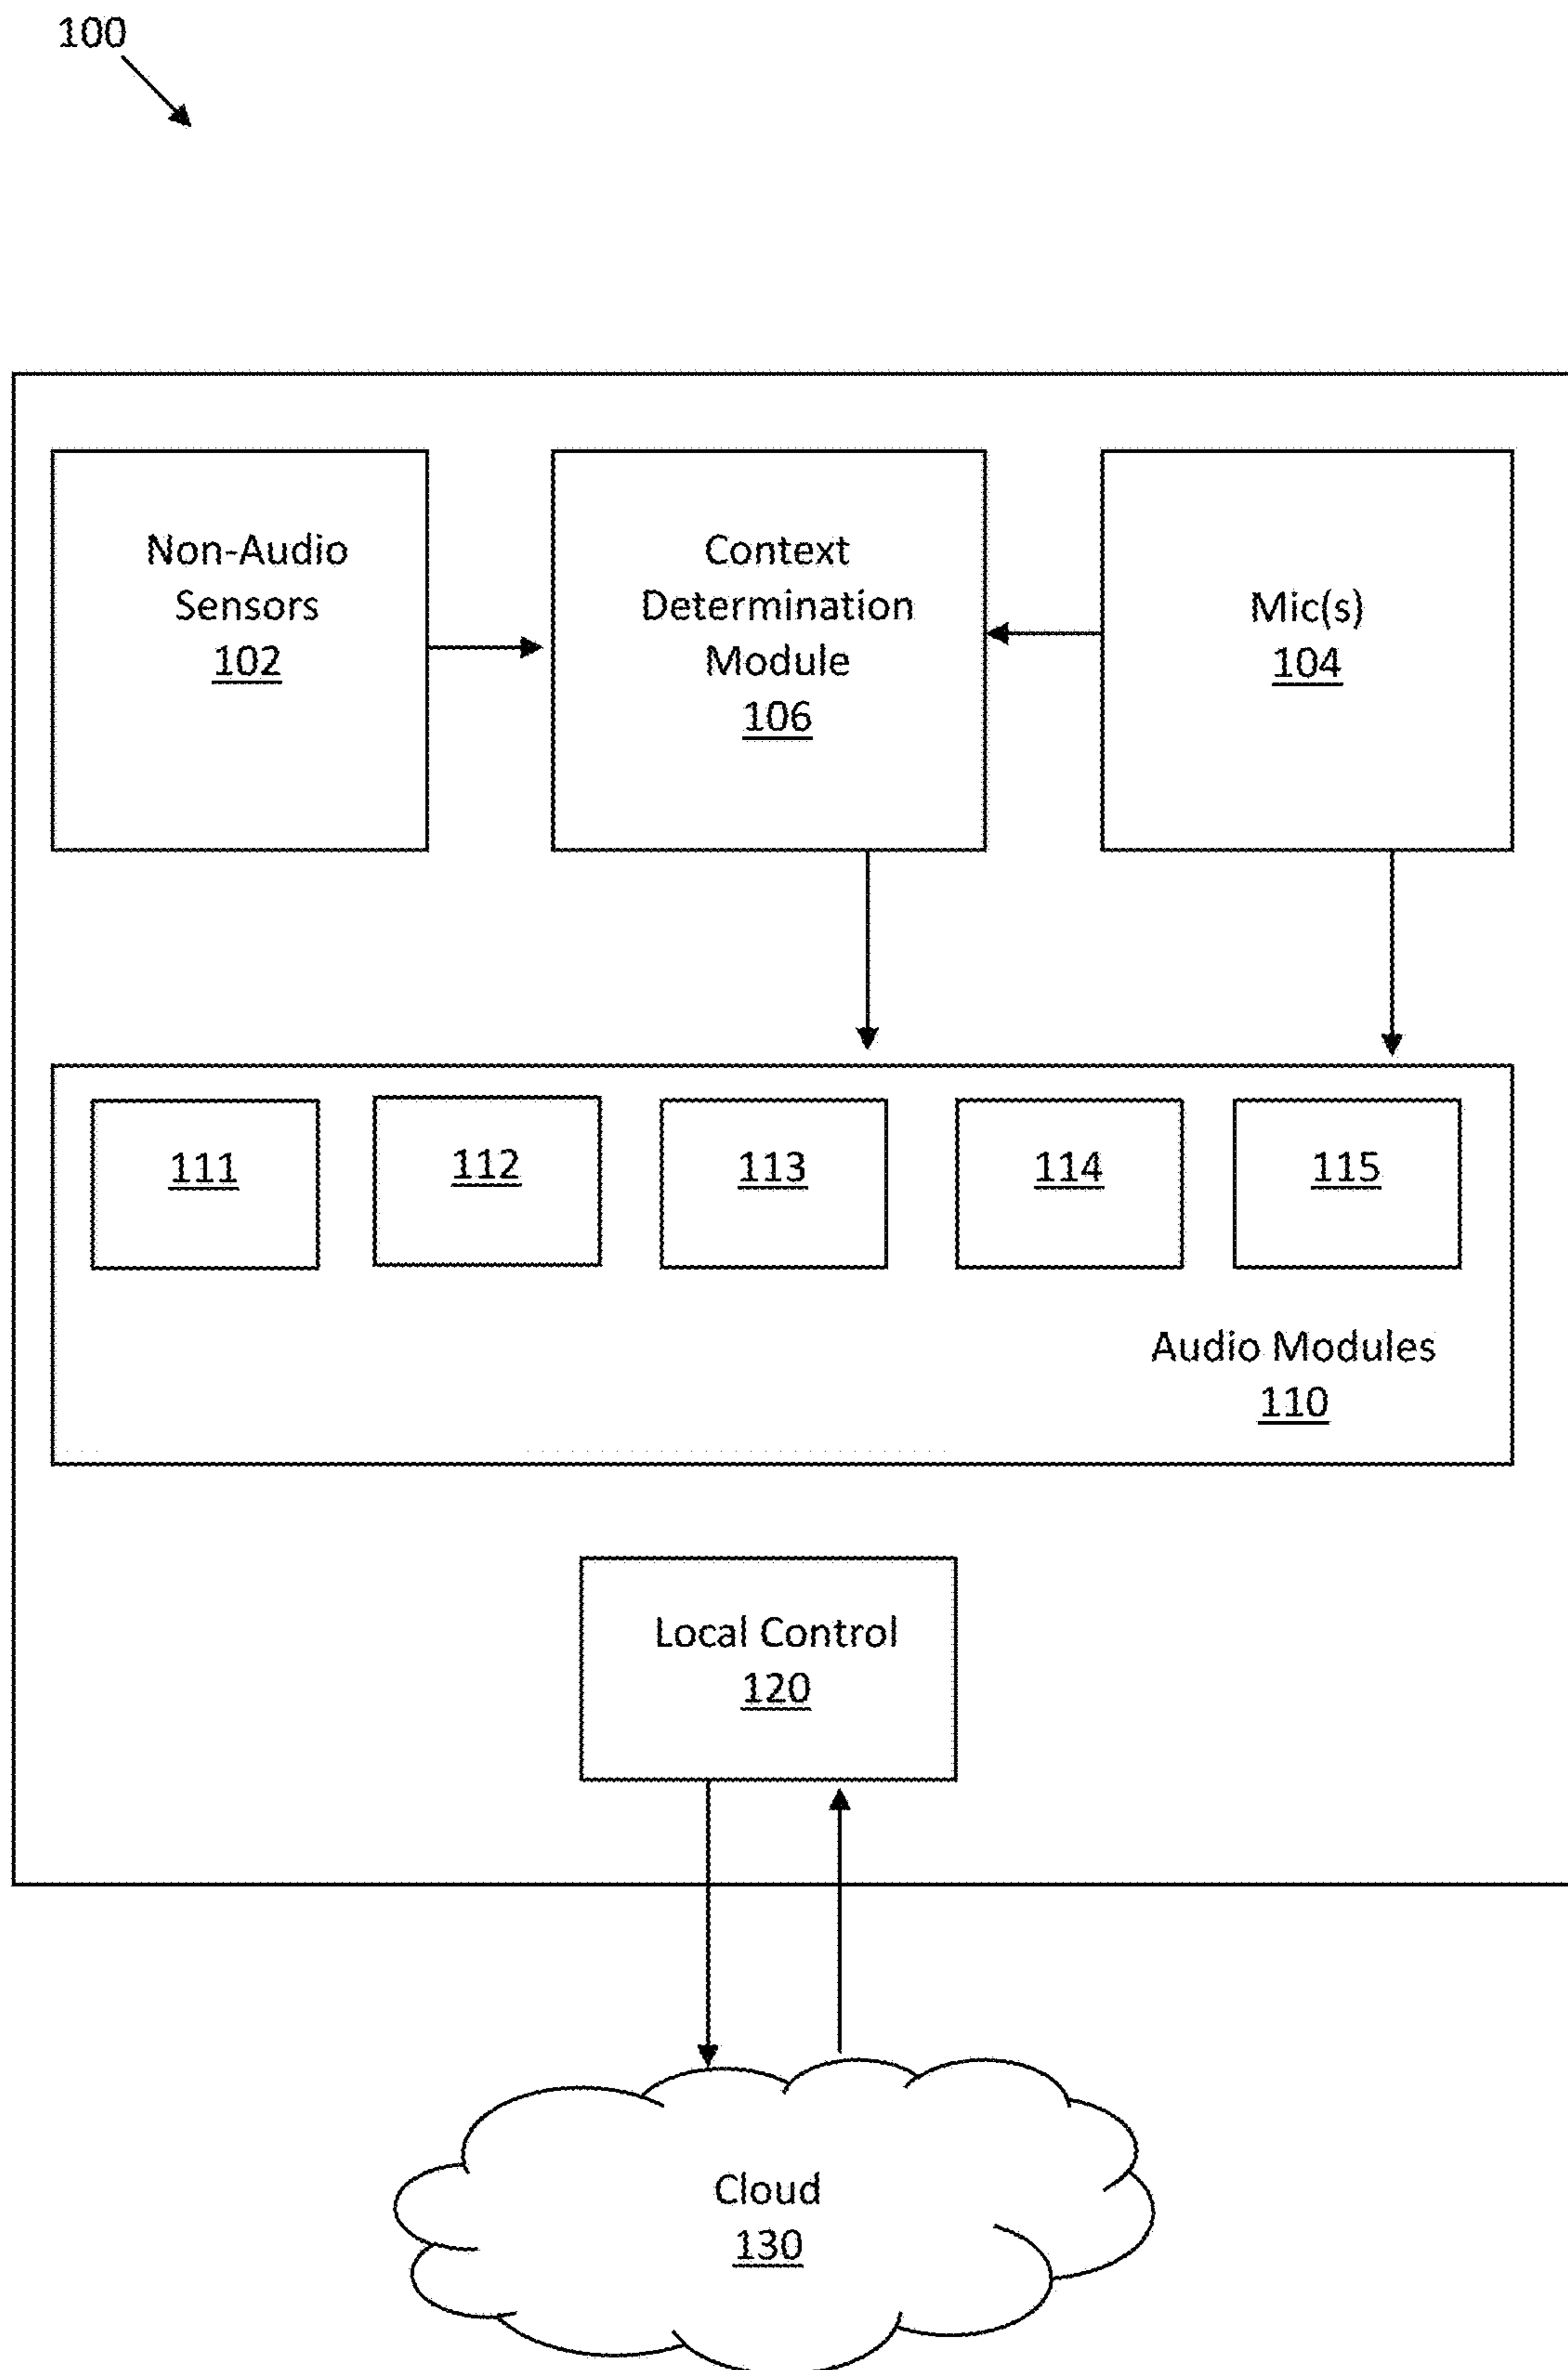 100
Non-Audio
Sensors
102
Context
Determination
Module
106
Mic(s)
104
111
112
113
114
115
Audio Modules
110
Local Control
120
Cloud
130